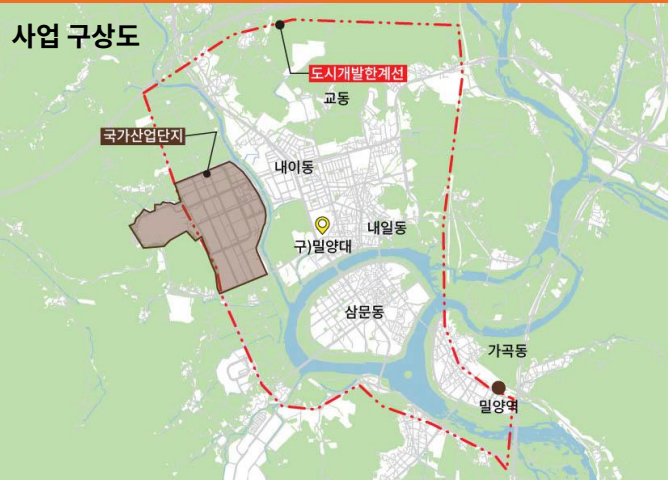 사업 구상도
도시개발한계선
교동
국가산업단지
내이동
구)밀양대
내일동
삼문동
가곡동
밀양역